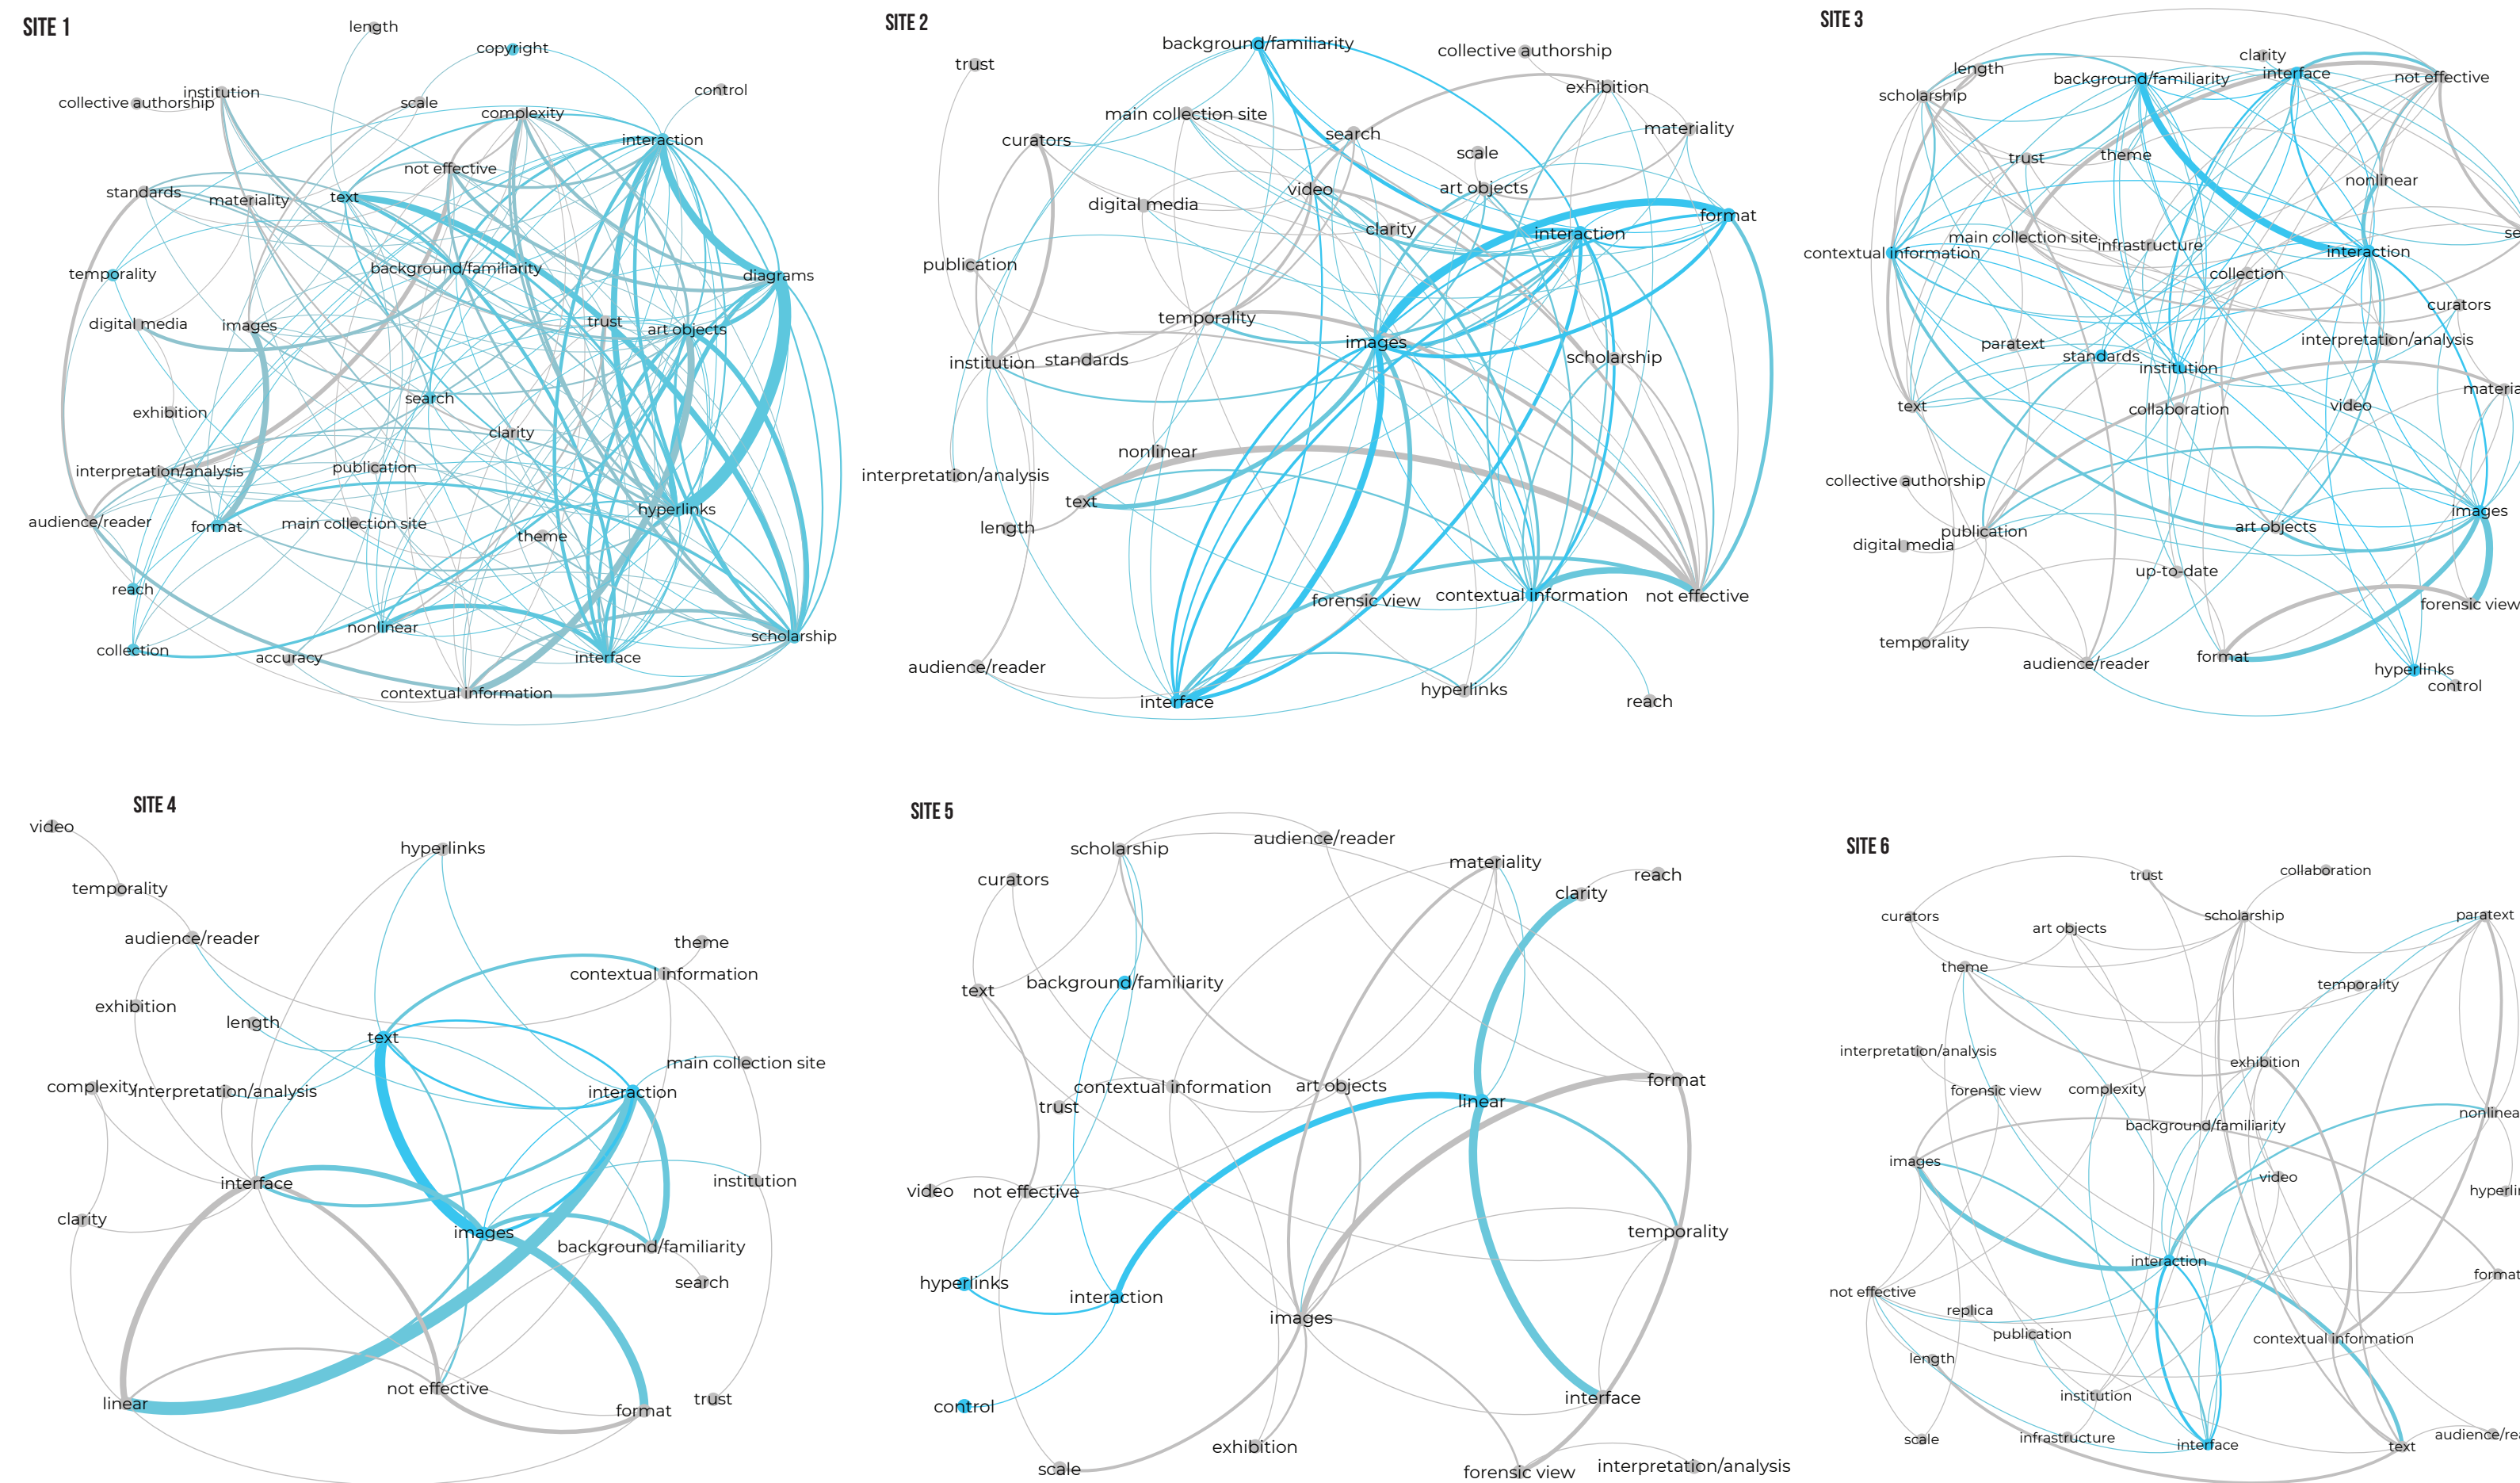 SITE 1
length
copyright
institution
collective authorship
scale
control
complexity
interaction
not effective
standards
materiality
text
temporality
background/familiarity
diagrams
digital media
images
trust
art objects
search
exhibition
clarity
interpretation/analysis
publication
hyperlinks
audience/reader
format
main collection site
theme
reach
nonlinear
scholarship
collection
accuracy
interface
contextual information
SITE 2
background/familiarity
collective authorship
trust
exhibition
main collection site
materiality
search
curators
scale
video
art objects
digital media
format
clarity
interaction
publication
temporality
images
institution
standards
scholarship
nonlinear
interpretation/analysis
text
length
forensic view
contextual information
not effective
audience/reader
hyperlinks
interface
reach
SITE 3
clarity
length
interface
background/familiarity
not effective
scholarship
trust
theme
nonlinear
se
main collection site
infrastructure
contextual information
interaction
collection
curators
paratext
interpretation/analysis
standards
institution
materia
text
collaboration
video
collective authorship
images
publication
art objects
digital media
up-to-date
forensic view
temporality
format
audience/reader
hyperlinks
control
SITE 4
video
hyperlinks
temporality
audience/reader
theme
contextual information
exhibition
length
text
main collection site
complexity
interpretation/analysis
interaction
interface
institution
clarity
images
background/familiarity
search
not effective
linear
format
trust
SITE 5
audience/reader
scholarship
materiality
curators
reach
clarity
background/familiarity
text
contextual information
art objects
format
trust
linear
video
not effective
temporality
hyperlinks
interaction
images
interface
control
exhibition
scale
forensic view
interpretation/analysis
SITE 6
trust
collaboration
curators
scholarship
paratext
art objects
theme
temporality
interpretation/analysis
exhibition
forensic view
complexity
nonlinea
background/familiarity
images
video
hyperlin
interaction
format
not effective
replica
publication
contextual information
length
institution
scale
infrastructure
interface
text
audience/rea